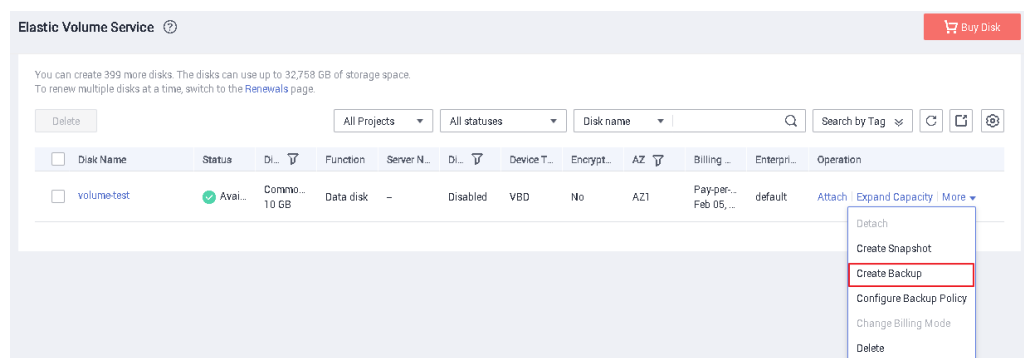 Elastic Volume Service
Buy Disk
You can create 399 more disks. The disks can use up to 32,758 GB of storage space.
To renew multiple disks at a time, switch to the Renewals page.
Delete
All Projects
All statuses
Disk name
Search by Tag
Disk Name Status Di... Function Server N... Di... Device T... Encrypt... AZ Billing ... Enterpri... Operation
volume-test Avai... Commo... Data disk – Disabled VBD No AZ1 Pay-per-... default Attach Expand Capacity More
10 GB Feb 05, ...
Detach
Create Snapshot
Create Backup
Configure Backup Policy
Change Billing Mode
Delete